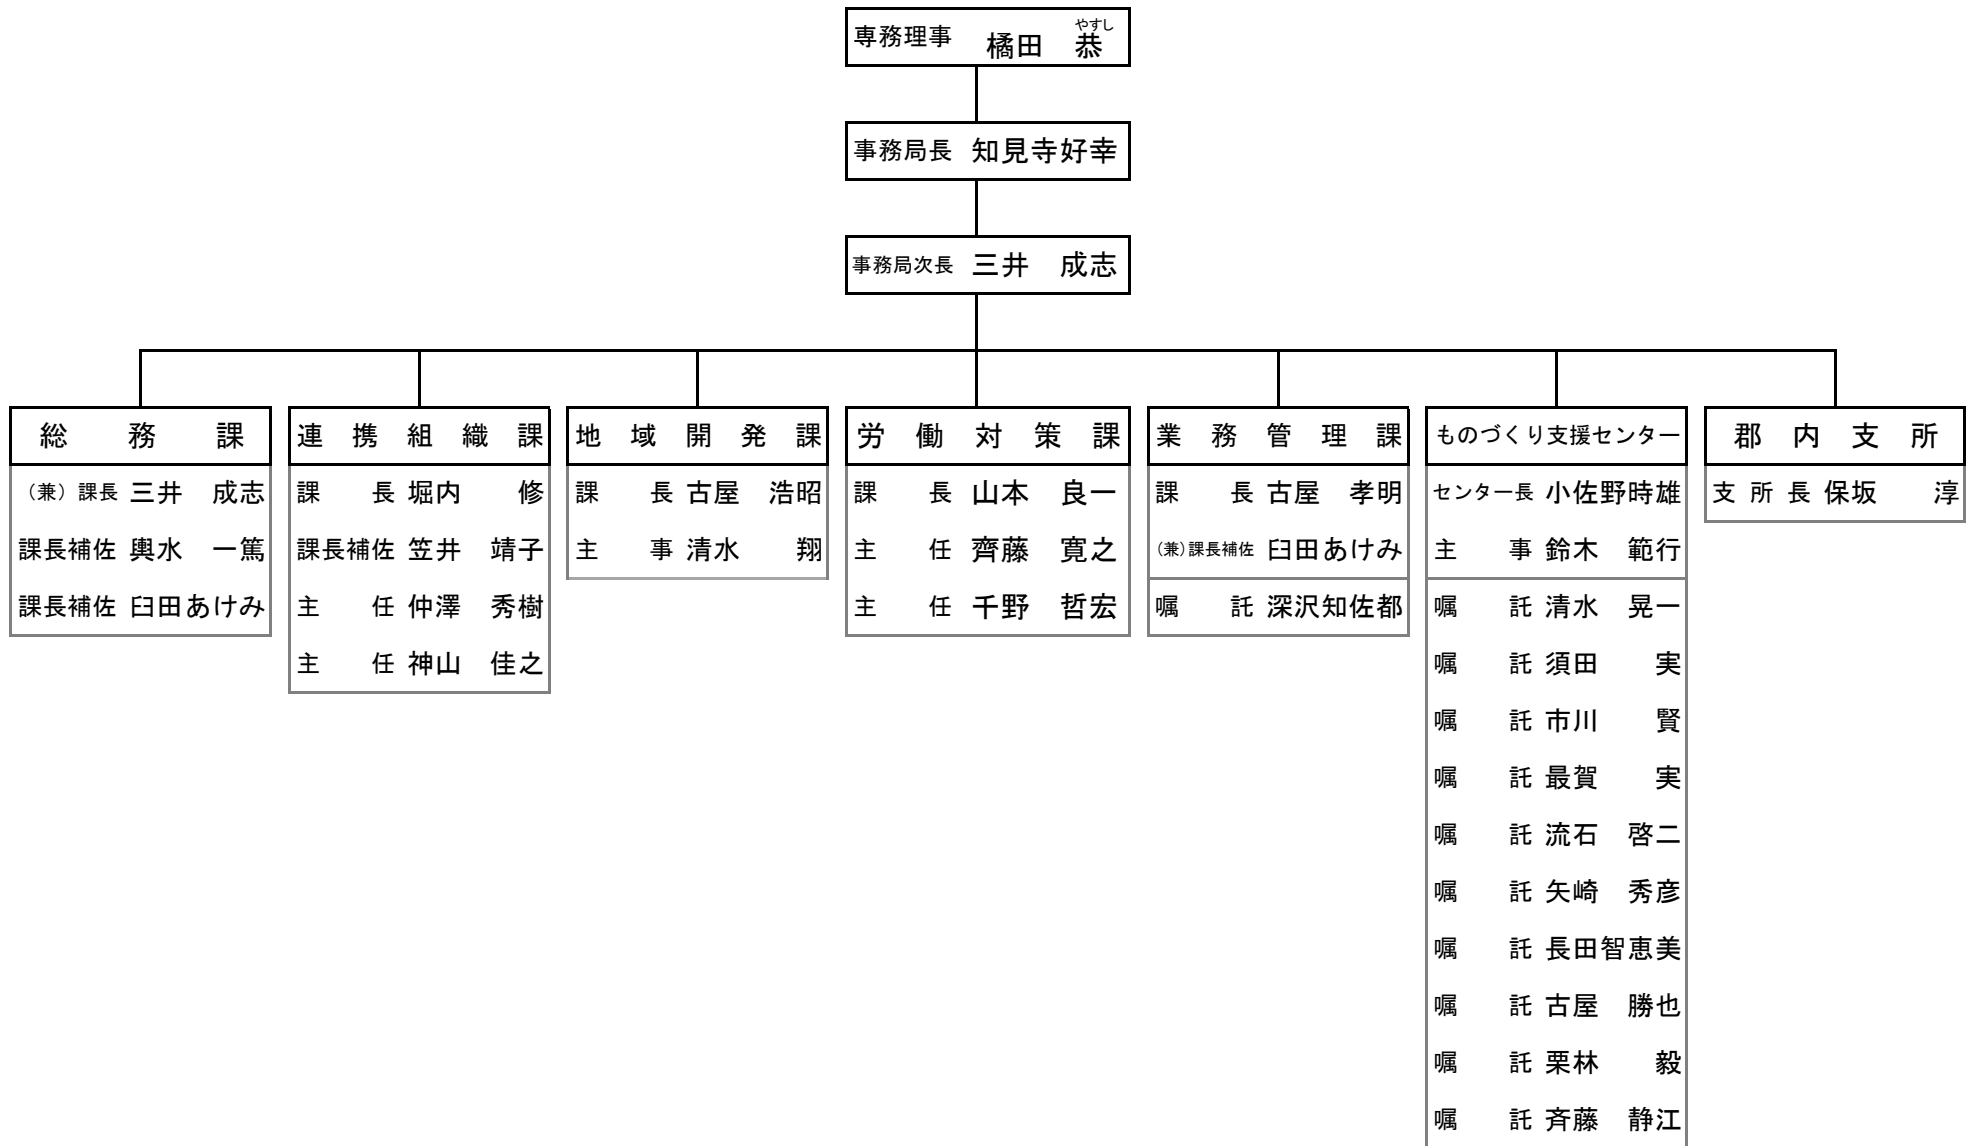 やすし
専務理事 橘田 恭
事務局長 知見寺好幸
事務局次長 三井 成志
総務課
(兼)課長 三井 成志
課長補佐 輿水 一篤
課長補佐 臼田あけみ
連携組織課
課長 堀内 修
課長補佐 笠井 靖子
主任 仲澤 秀樹
主任 神山 佳之
地域開発課
課長 古屋 浩昭
主事 清水 翔
労働対策課
課長 山本 良一
主任 齊藤 寛之
主任 千野 哲宏
業務管理課
課長 古屋 孝明
(兼)課長補佐 臼田あけみ
嘱託 深沢知佐都
ものづくり支援センター
センター長 小佐野時雄
主事 鈴木 範行
嘱託 清水 晃一
嘱託 須田 実
嘱託 市川 賢
嘱託 最賀 実
嘱託 流石 啓二
嘱託 矢崎 秀彦
嘱託 長田智恵美
嘱託 古屋 勝也
嘱託 栗林 毅
嘱託 斉藤 静江
郡内支所
支所長 保坂 淳